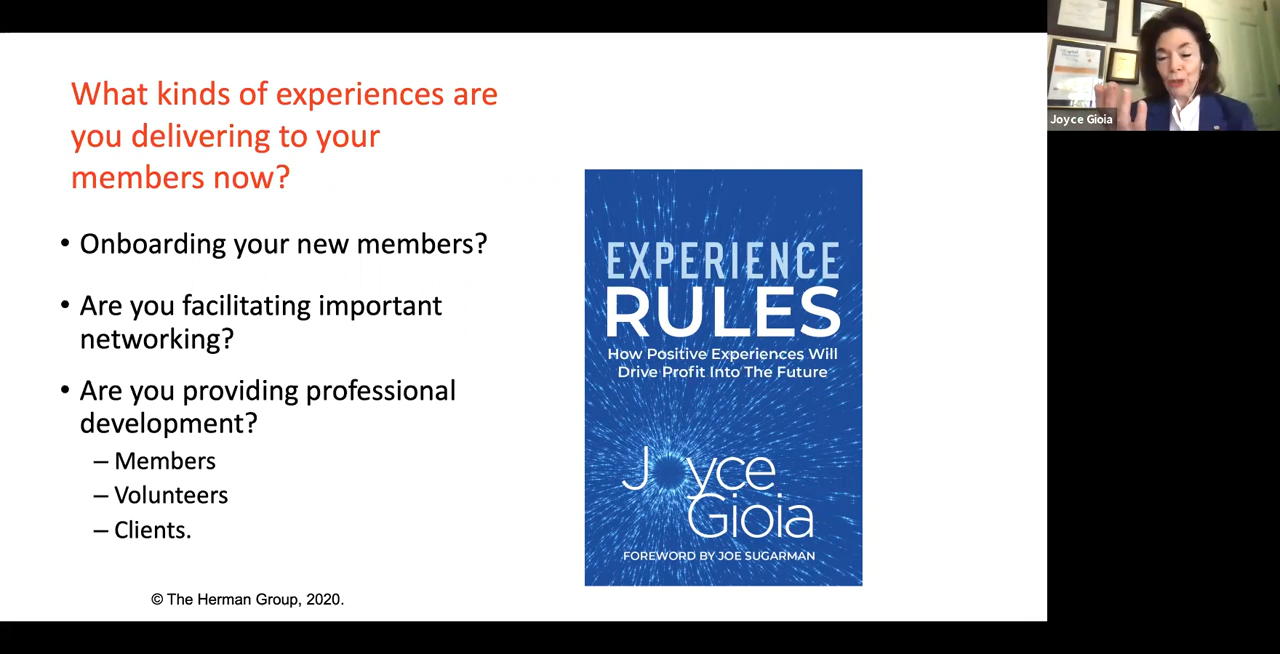 What kinds of experiences are
you delivering to your
members now?
• Onboarding your new members?
• Are you facilitating important
networking?
• Are you providing professional
development?
– Members
– Volunteers
– Clients.
© The Herman Group, 2020.
EXPERIENCE
RULES
How Positive Experiences Will
Drive Profit Into The Future
Joyce
Gioia
FOREWORD BY JOE SUGARMAN
Joyce Gioia